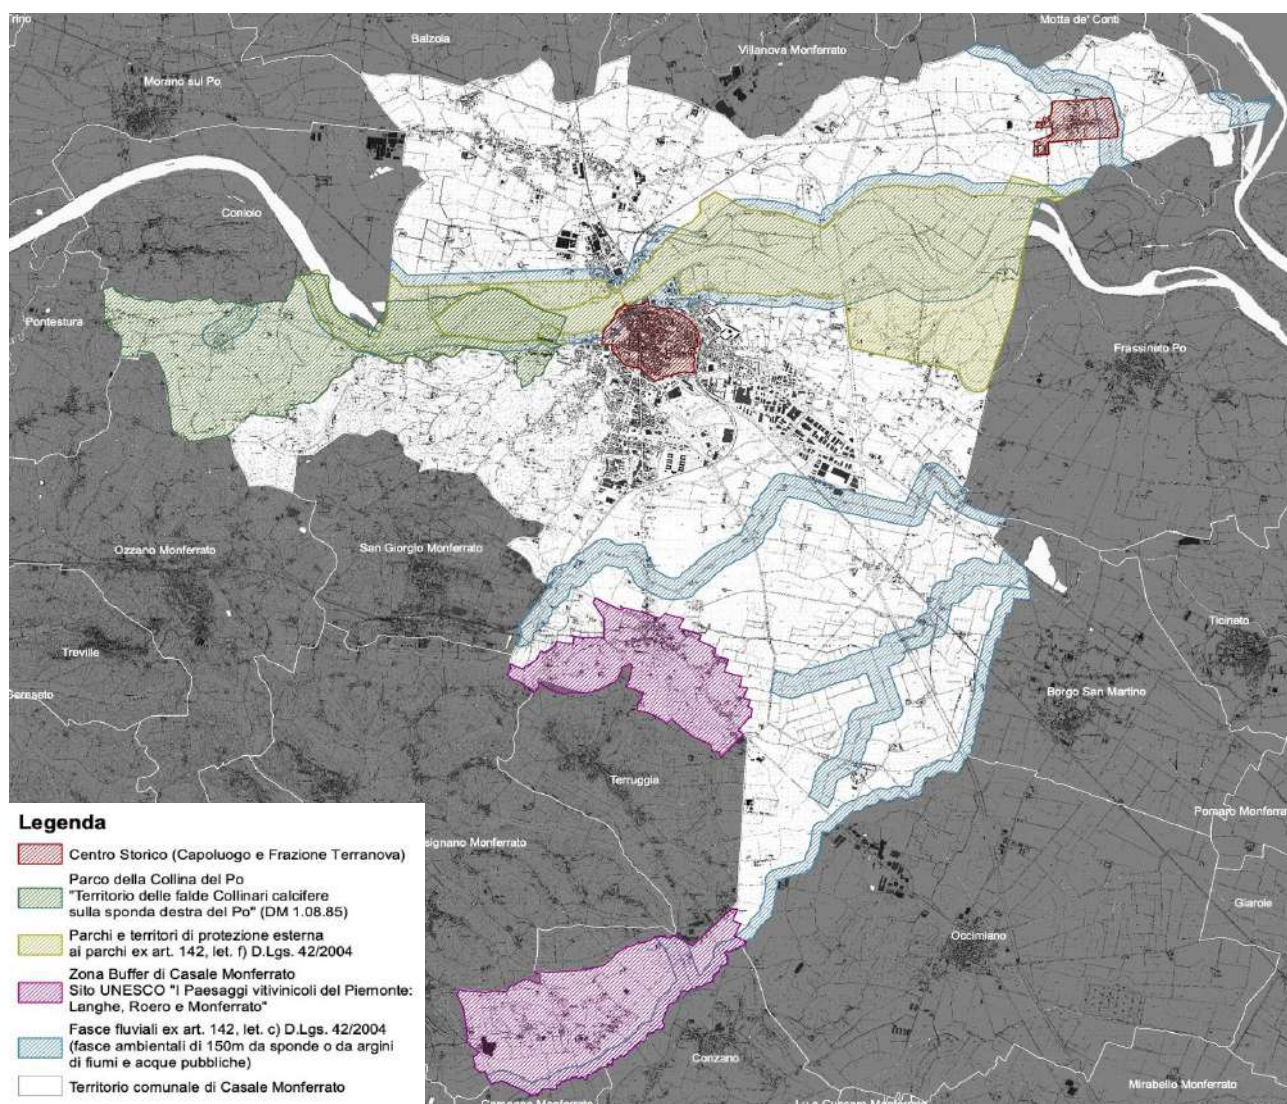 Motta de' Conti
Balzola
Villanova Monferrato
Morano sul Po
Coniolo
Pontestura
Frassineto Po
Ozzano Monferrato
San Giorgio Monferrato
Treville
Ticineto
Borgo San Martino
Terruggia
Pomaro Monferra
signano Monferrato
Giarole
Occimiano
Conzano
Mirabello Monferrato
Legenda
Centro Storico (Capoluogo e Frazione Terranova)
Parco della Collina del Po
"Territorio delle falde Collinari calcifere
sulla sponda destra del Po" (DM 1.08.85)
Parchi e territori di protezione esterna
ai parchi ex art. 142, let. f) D.Lgs. 42/2004
Zona Buffer di Casale Monferrato
Sito UNESCO "I Paesaggi vitivinicoli del Piemonte:
Langhe, Roero e Monferrato"
Fasce fluviali ex art. 142, let. c) D.Lgs. 42/2004
(fasce ambientali di 150m da sponde o da argini
di fiumi e acque pubbliche)
Territorio comunale di Casale Monferrato